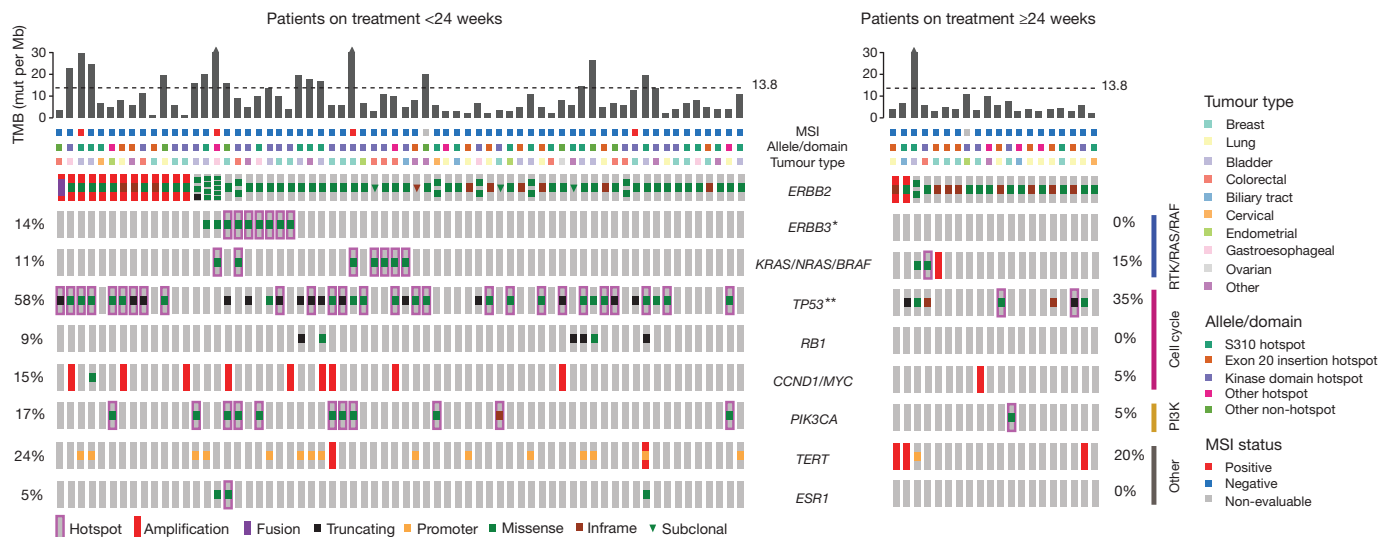 Patients on treatment <24 weeks
Patients on treatment ≥24 weeks
TMB (mut per Mb)
30
20
10
0
13.8
30
20
10
0
13.8
MSI
Allele/domain
Tumour type
ERBB2
14%
ERBB3*
0%
11%
KRAS/NRAS/BRAF
15%
RTK/RAS/RAF
58%
TP53**
35%
9%
RB1
0%
Cell cycle
15%
CCND1/MYC
5%
17%
PIK3CA
5%
PI3K
24%
TERT
20%
5%
ESR1
0%
Other
Hotspot
Amplification
Fusion
Truncating
Promoter
Missense
Inframe
Subclonal
Tumour type
Breast
Lung
Bladder
Colorectal
Biliary tract
Cervical
Endometrial
Gastroesophageal
Ovarian
Other
Allele/domain
S310 hotspot
Exon 20 insertion hotspot
Kinase domain hotspot
Other hotspot
Other non-hotspot
MSI status
Positive
Negative
Non-evaluable